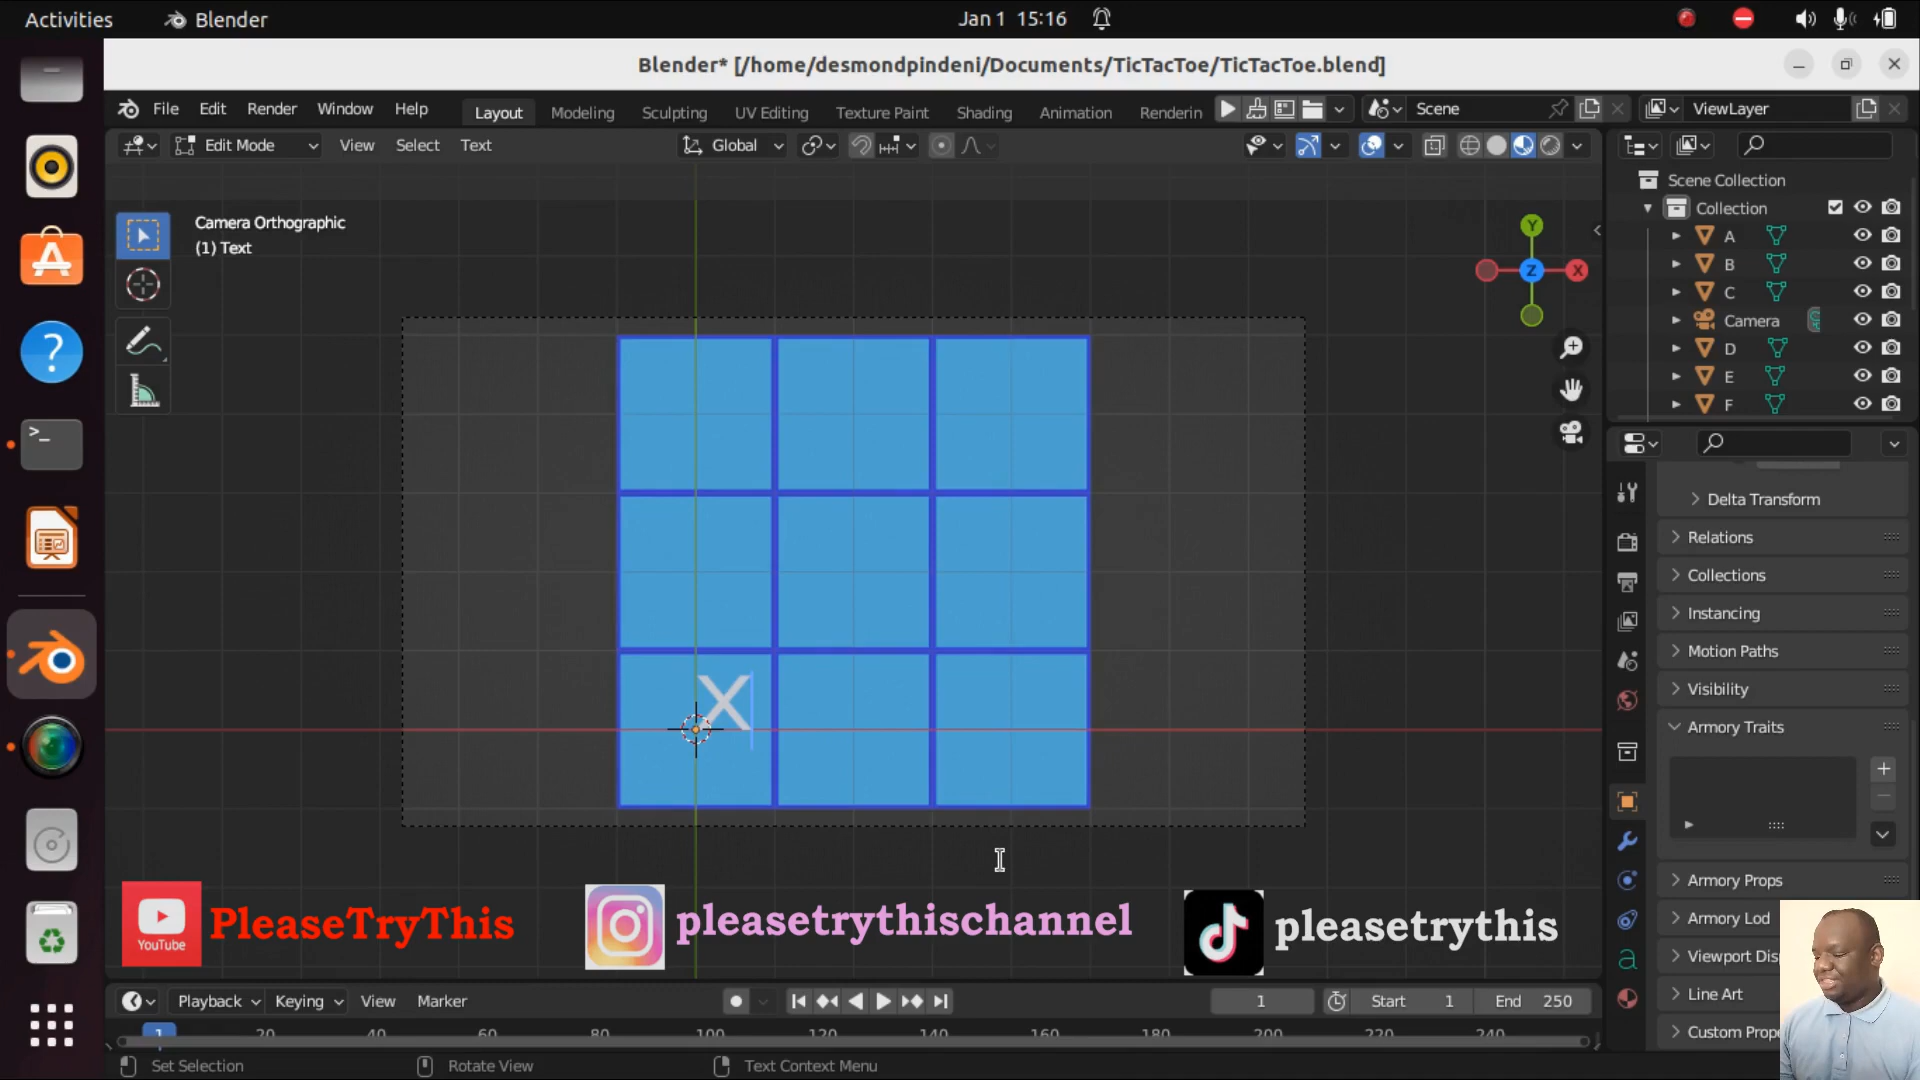 Activities
Blender
Jan 1 15:16
Blender* [/home/desmondpindeni/Documents/TicTacToe/TicTacToe.blend]
File Edit Render Window Help
Layout Modeling Sculpting UV Editing Texture Paint Shading Animation Renderin
Scene
ViewLayer
Edit Mode View Select Text
Global
Camera Orthographic
(1) Text
Y
Z
X
X
Scene Collection
Collection
A
B
C
Camera
D
E
F
Delta Transform
Relations
Collections
Instancing
Motion Paths
Visibility
Armory Traits
Armory Props
Armory Lod
Viewport Disp
Line Art
Custom Prope
YouTube
PleaseTryThis
pleasetrythischannel
pleasetrythis
Playback Keying View Marker
1
Start 1
End 250
1 20 40 60 80 100 120 140 160 180 200 220 240
Set Selection
Rotate View
Text Context Menu